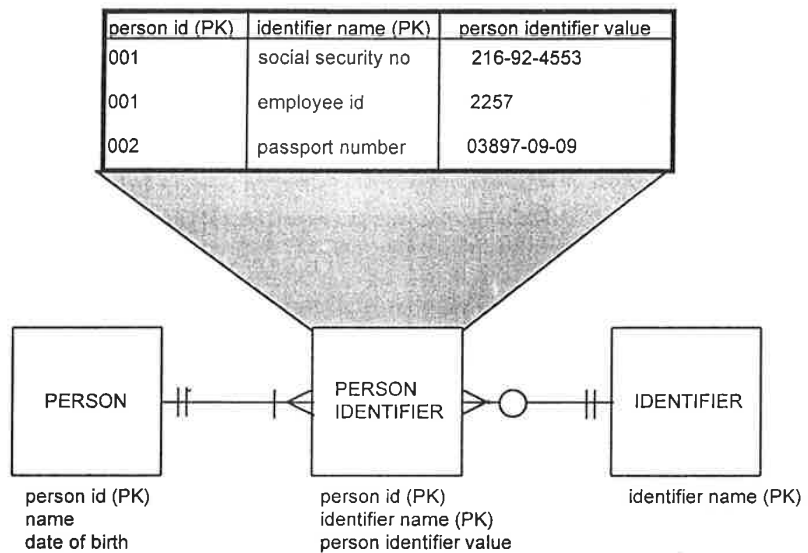 person id (PK) identifier name (PK) person identifier value
001 social security no 216-92-4553
001 employee id 2257
002 passport number 03897-09-09
PERSON
PERSON
IDENTIFIER
IDENTIFIER
person id (PK)
name
date of birth
person id (PK)
identifier name (PK)
person identifier value
identifier name (PK)